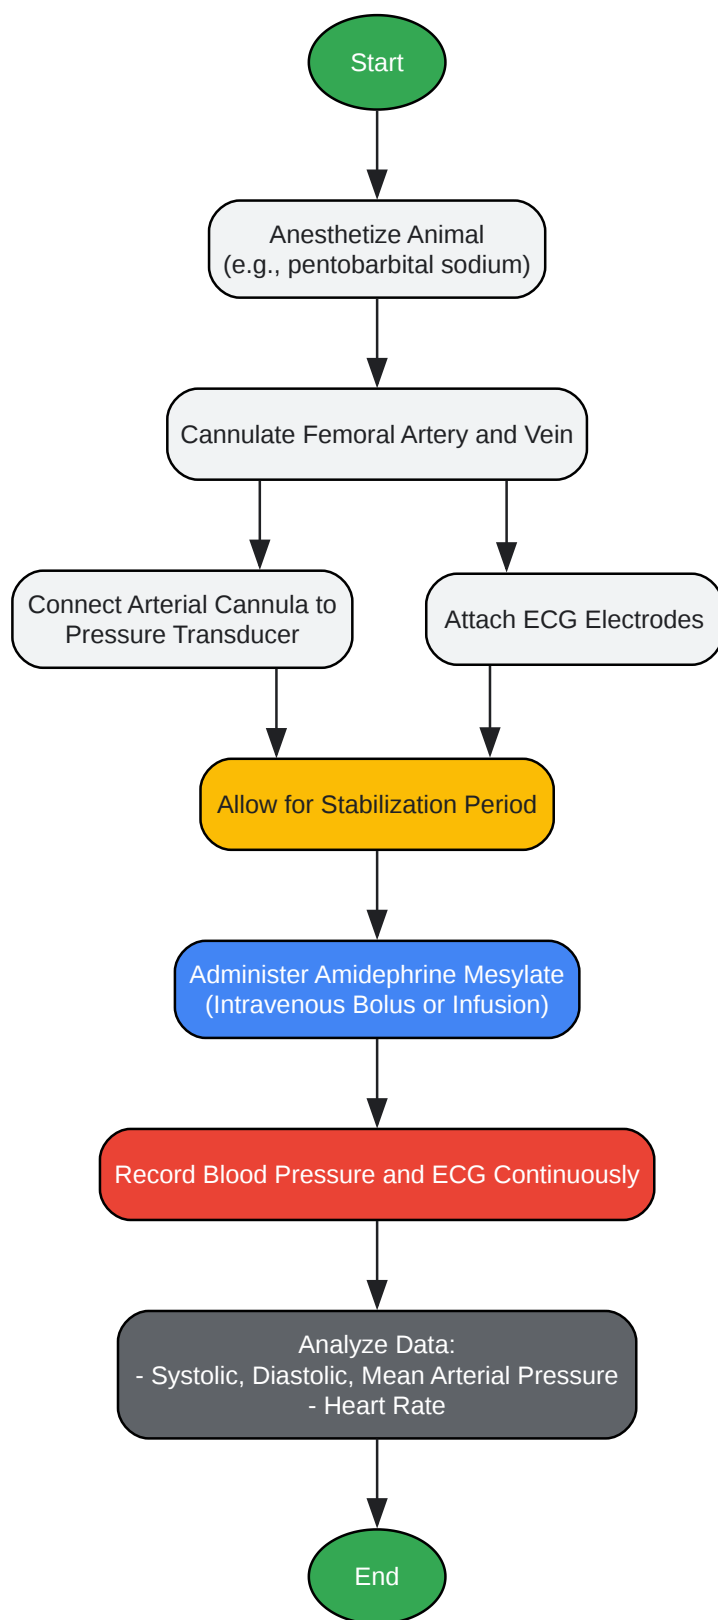 Start
Anesthetize Animal
(e.g., pentobarbital sodium)
Cannulate Femoral Artery and Vein
Connect Arterial Cannula to
Pressure Transducer
Attach ECG Electrodes
Allow for Stabilization Period
Administer Amidephrine Mesylate
(Intravenous Bolus or Infusion)
Record Blood Pressure and ECG Continuously
Analyze Data:
- Systolic, Diastolic, Mean Arterial Pressure
- Heart Rate
End